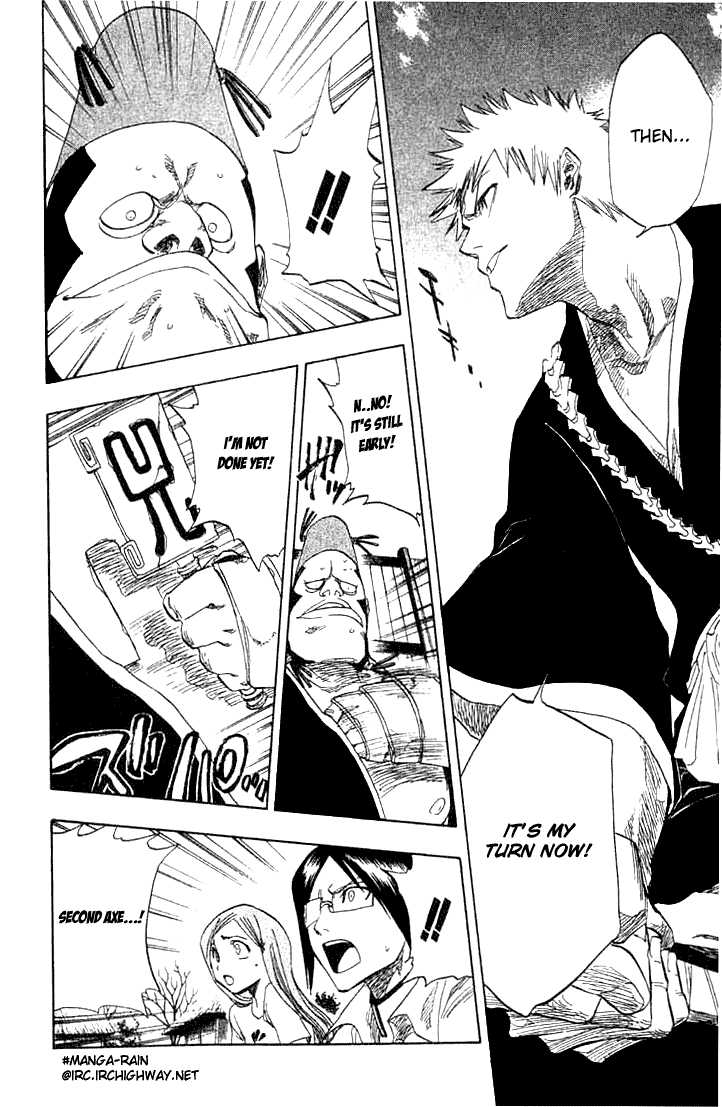 THEN...
IT'S MY
TURN NOW!
!!
N..NO!
IT'S STILL
EARLY!
I'M NOT
DONE YET!
兄
SECOND AXE...!
!!
#MANGA-RAIN
@IRC.IRCHIGHWAY.NET